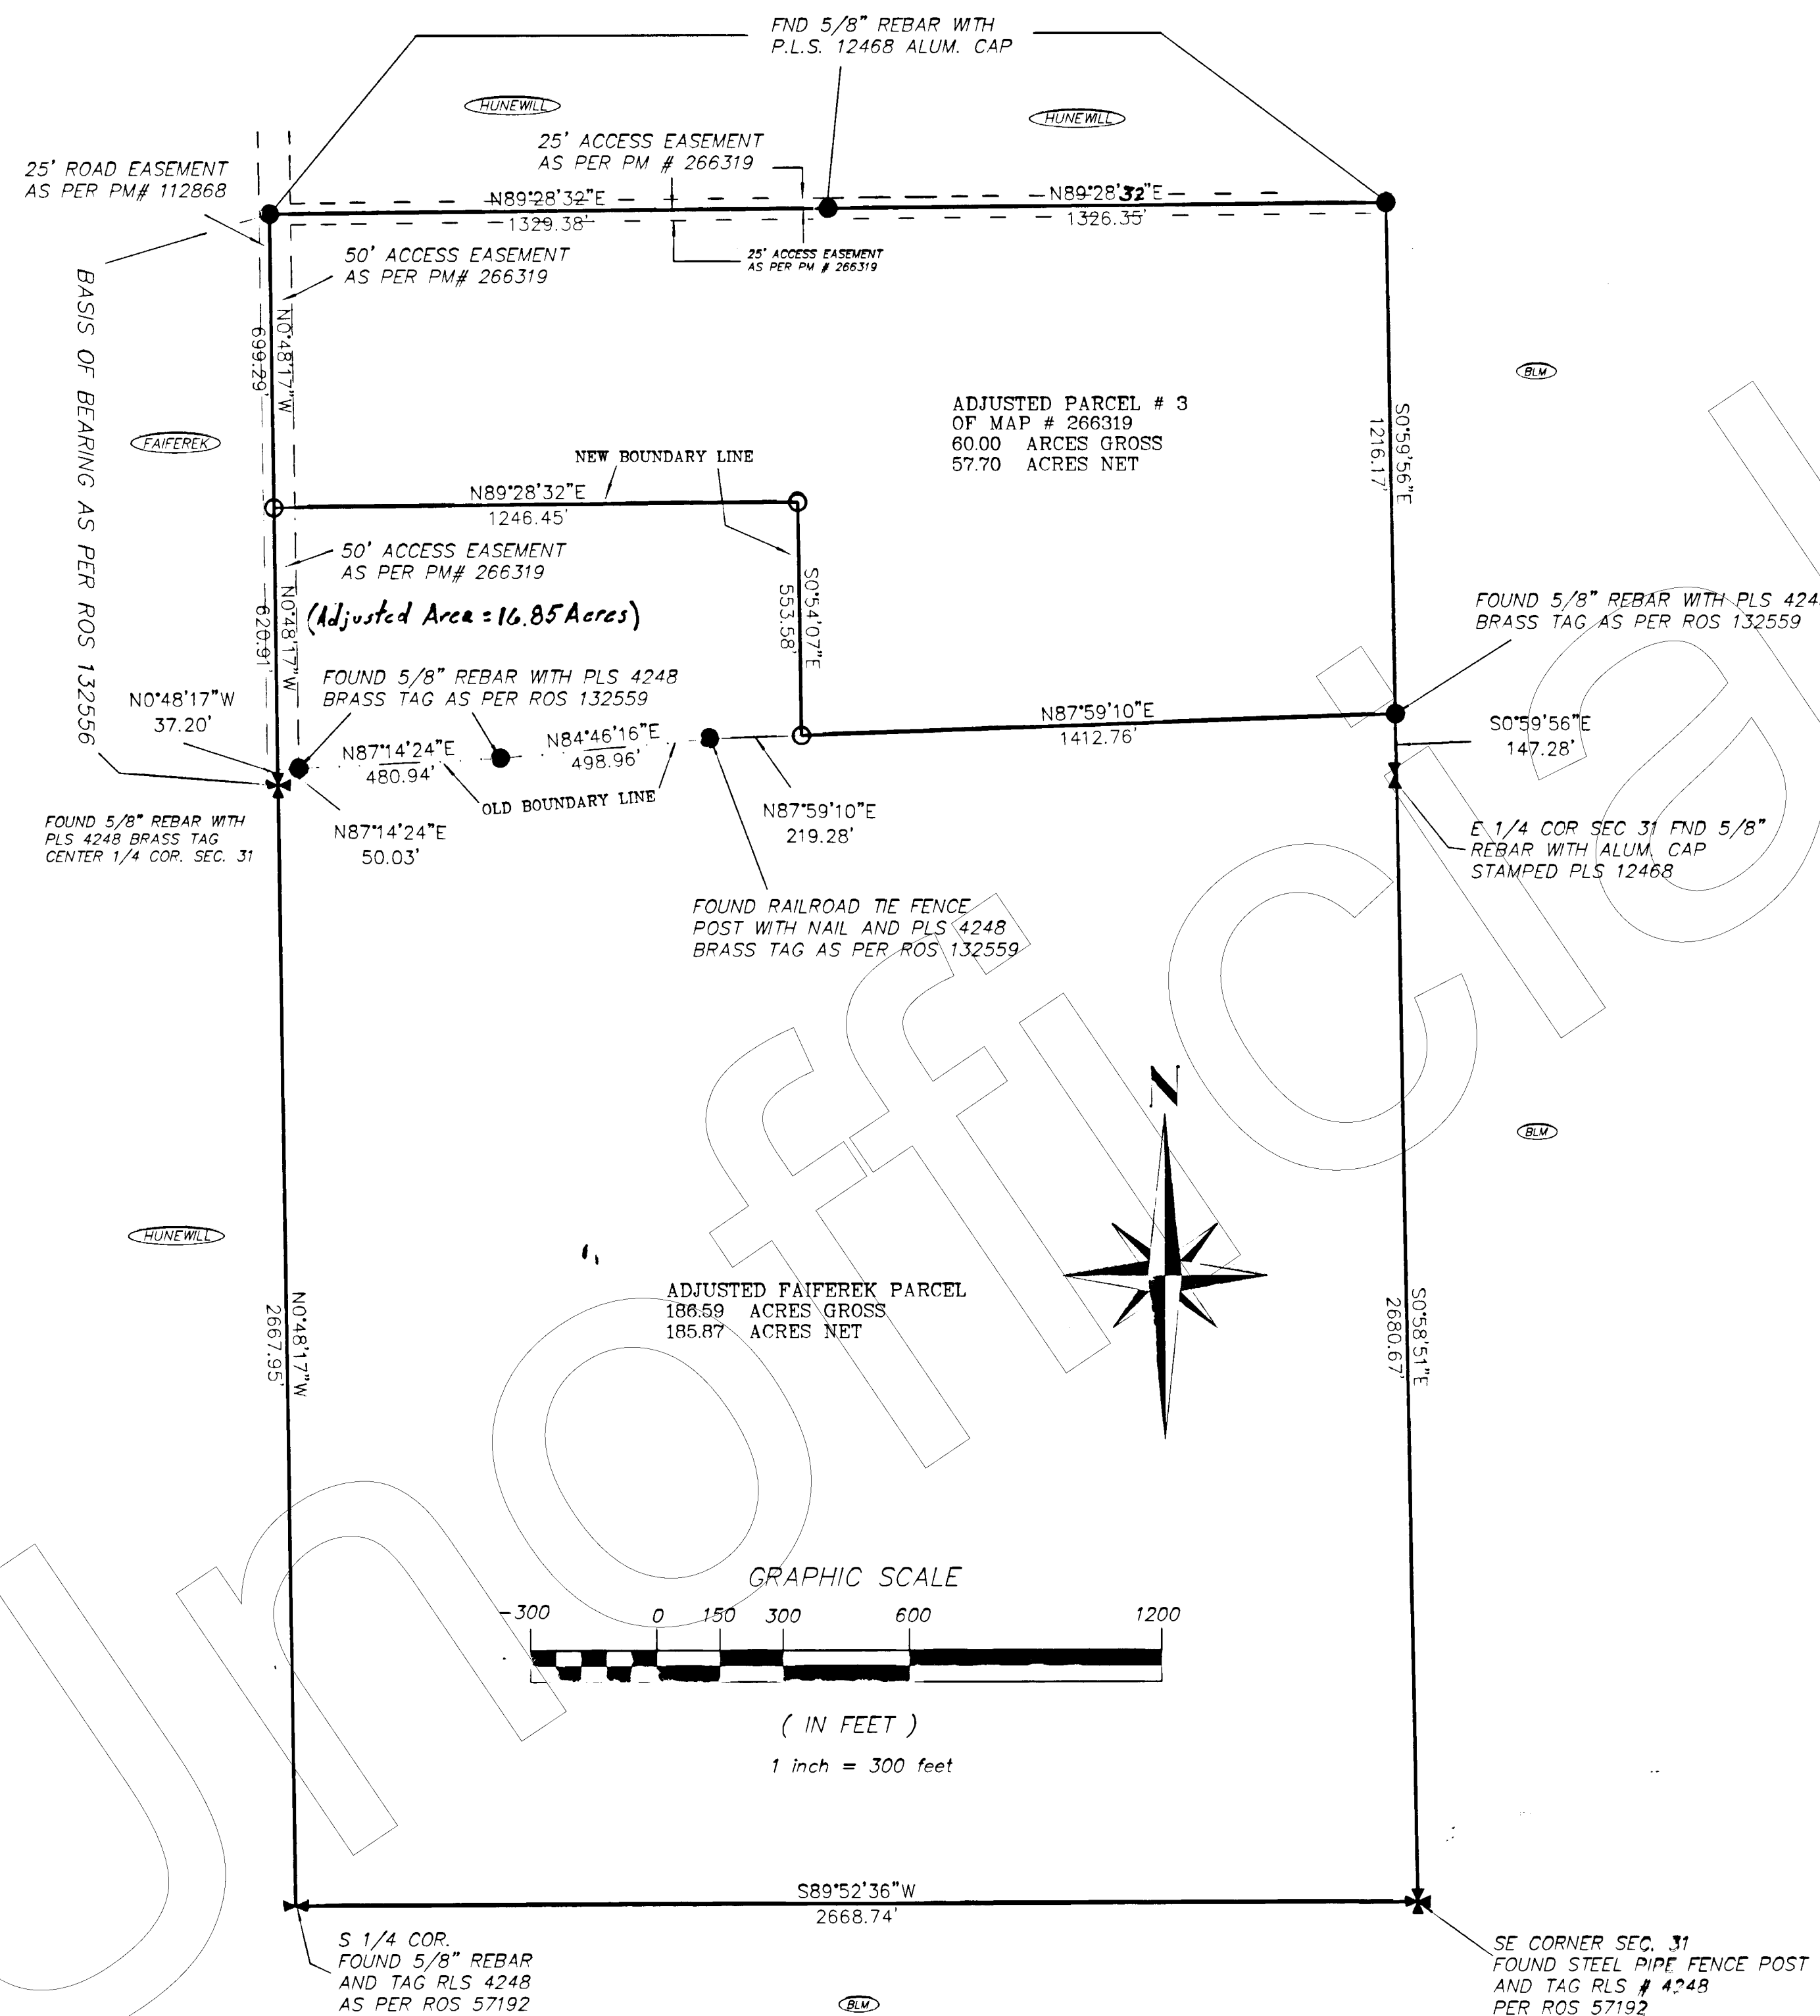 FND 5/8" REBAR WITH
P.L.S. 12468 ALUM. CAP
HUNEWILL
HUNEWILL
25' ROAD EASEMENT
AS PER PM# 112868
25' ACCESS EASEMENT
AS PER PM # 266319
N89°28'32"E
1329.38'
N89°28'32"E
1326.35'
25' ACCESS EASEMENT
AS PER PM # 266319
50' ACCESS EASEMENT
AS PER PM# 266319
BASIS OF BEARING AS PER ROS 132556
N0°48'17"W
699.29'
FAIFEREK
BLM
ADJUSTED PARCEL # 3
OF MAP # 266319
60.00 ARCES GROSS
57.70 ACRES NET
S0°59'56"E
1216.17'
NEW BOUNDARY LINE
N89°28'32"E
1246.45'
50' ACCESS EASEMENT
AS PER PM# 266319
N0°48'17"W
620.91'
(Adjusted Area = 16.85 Acres)
S0°54'07"E
553.58'
FOUND 5/8" REBAR WITH PLS 424
BRASS TAG AS PER ROS 132559
FOUND 5/8" REBAR WITH PLS 4248
BRASS TAG AS PER ROS 132559
N0°48'17"W
37.20'
N87°14'24"E
480.94'
N84°46'16"E
498.96'
N87°59'10"E
1412.76'
S0°59'56"E
147.28'
OLD BOUNDARY LINE
N87°59'10"E
219.28'
FOUND 5/8" REBAR WITH
PLS 4248 BRASS TAG
CENTER 1/4 COR. SEC. 31
N87°14'24"E
50.03'
E 1/4 COR SEC 31 FND 5/8"
REBAR WITH ALUM. CAP
STAMPED PLS 12468
FOUND RAILROAD TIE FENCE
POST WITH NAIL AND PLS 4248
BRASS TAG AS PER ROS 132559
N
BLM
HUNEWILL
ADJUSTED FAIFEREK PARCEL
186.59 ACRES GROSS
185.87 ACRES NET
N0°48'17"W
2667.95'
S0°58'51"E
2680.67'
GRAPHIC SCALE
-300 0 150 300 600 1200
( IN FEET )
1 inch = 300 feet
S89°52'36"W
2668.74'
S 1/4 COR.
FOUND 5/8" REBAR
AND TAG RLS 4248
AS PER ROS 57192
BLM
SE CORNER SEC. 31
FOUND STEEL PIPE FENCE POST
AND TAG RLS # 4248
PER ROS 57192
Unofficial